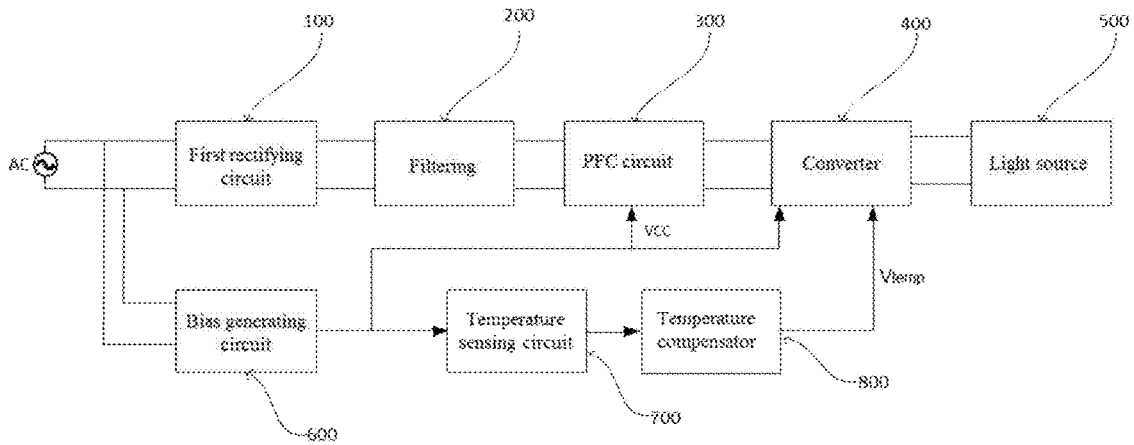 100
200
300
400
500
AC
First rectifying
circuit
Filtering
PFC circuit
Converter
Light source
VCC
Vtemp
Bias generating
circuit
Temperature
sensing circuit
Temperature
compensator
600
700
800